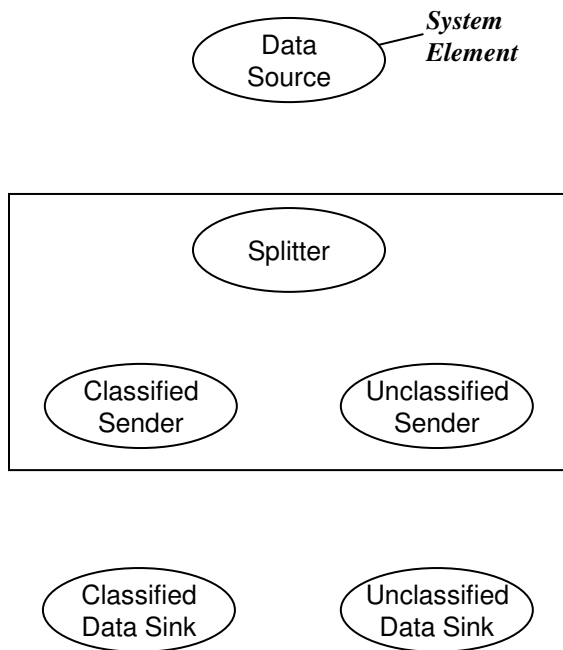 System
Element
Data
Source
Splitter
Classified
Sender
Unclassified
Sender
Classified
Data Sink
Unclassified
Data Sink